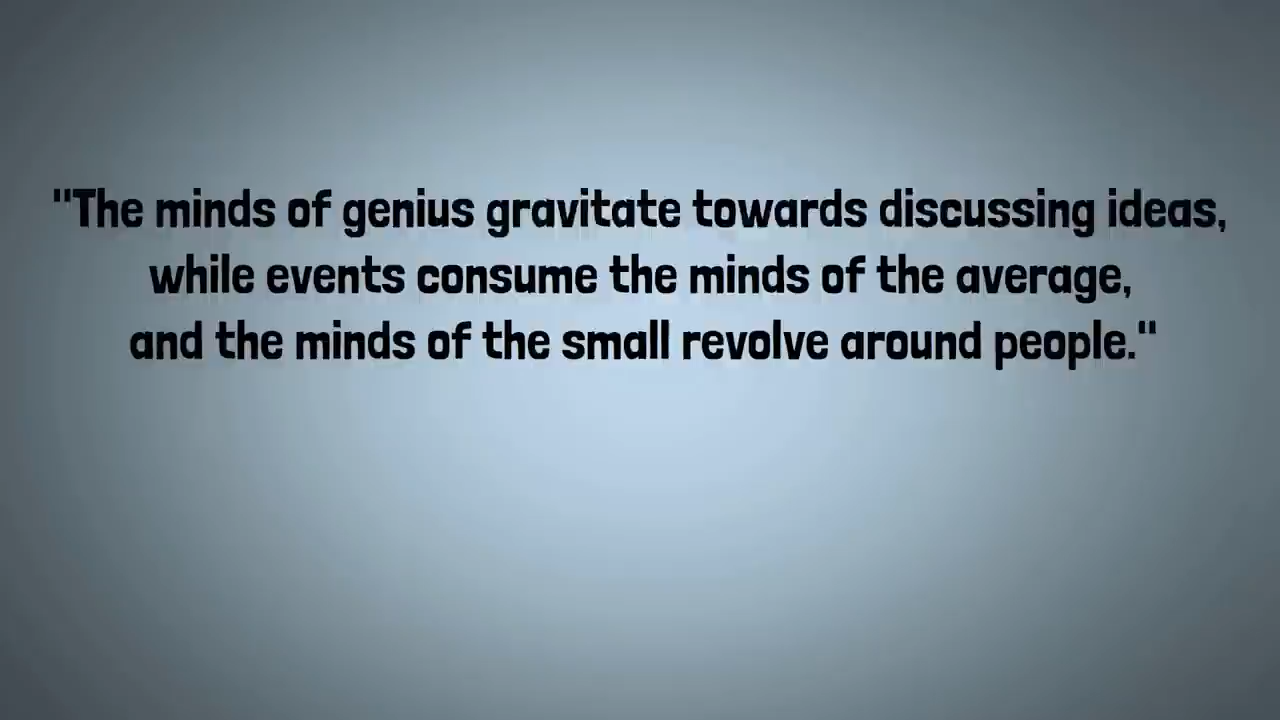 "The minds of genius gravitate towards discussing ideas,
while events consume the minds of the average,
and the minds of the small revolve around people."